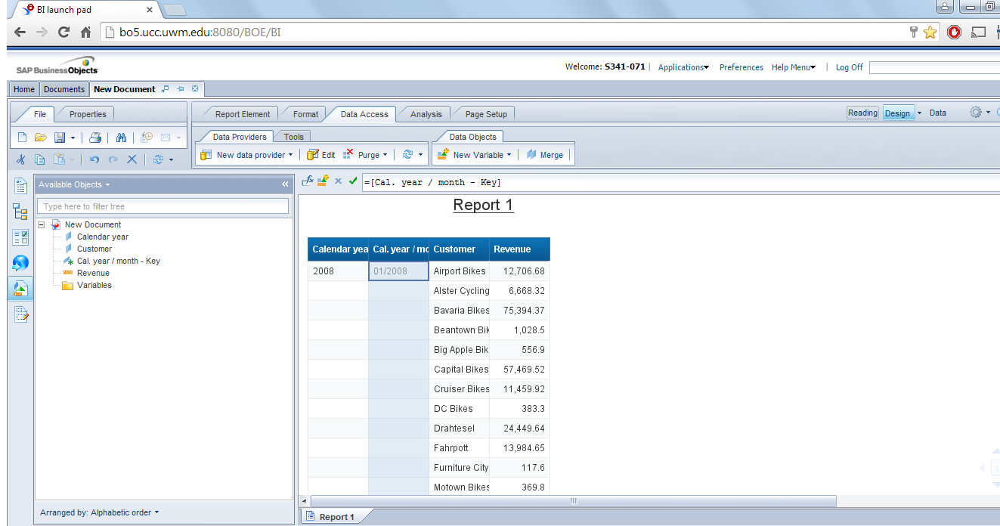 BI launch pad
bo5.ucc.uwm.edu:8080/BOE/BI
SAP BusinessObjects
Welcome: S341-071 | Applications Preferences Help Menu | Log Off
Home Documents New Document
File Properties Report Element Format Data Access Analysis Page Setup Reading Design Data
Data Providers Tools Data Objects
New data provider Edit Purge New Variable Merge
Available Objects
=[Cal. year / month - Key]
Type here to filter tree
Report 1
New Document
Calendar year
Customer
Cal. year / month - Key
Revenue
Variables
Calendar yea Cal. year / mo Customer Revenue
2008 01/2008 Airport Bikes 12,706.68
Alster Cycling 6,668.32
Bavaria Bikes 75,394.37
Beantown Bik 1,028.5
Big Apple Bik 556.9
Capital Bikes 57,469.52
Cruiser Bikes 11,459.92
DC Bikes 383.3
Drahtesel 24,449.64
Fahrpott 13,984.65
Furniture City 117.6
Motown Bikes 369.8
Arranged by: Alphabetic order
Report 1